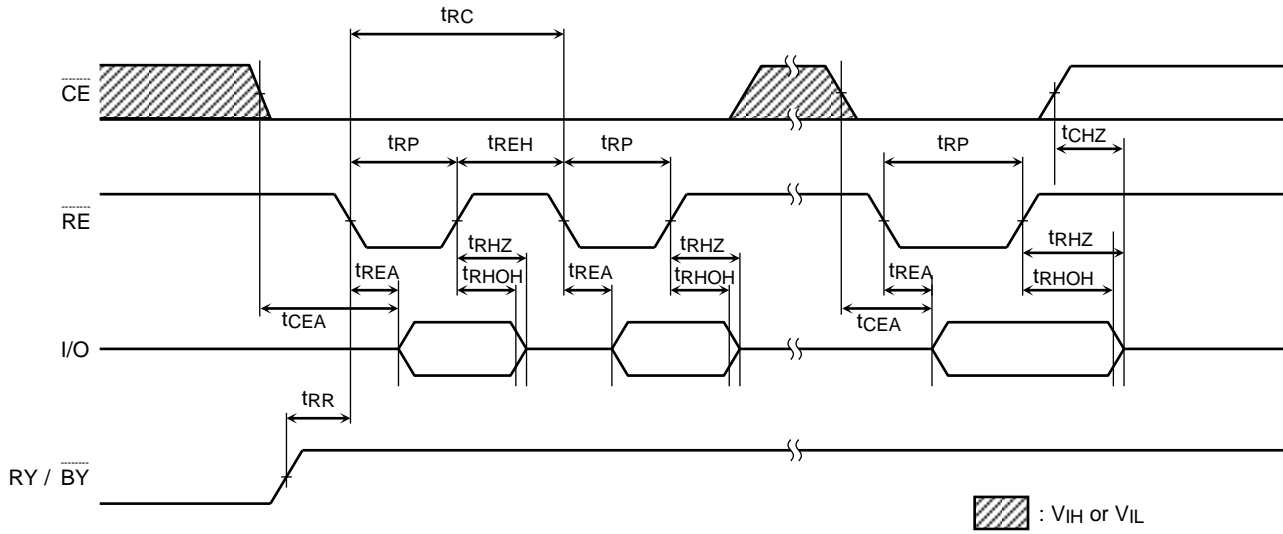 tRC
CE
tRP tREH tRP tRP tCHZ
RE
tRHZ tRHZ tRHZ
tREA tRHOH tREA tRHOH tREA tRHOH
tCEA tCEA
I/O
tRR
RY / BY
: VIH or VIL